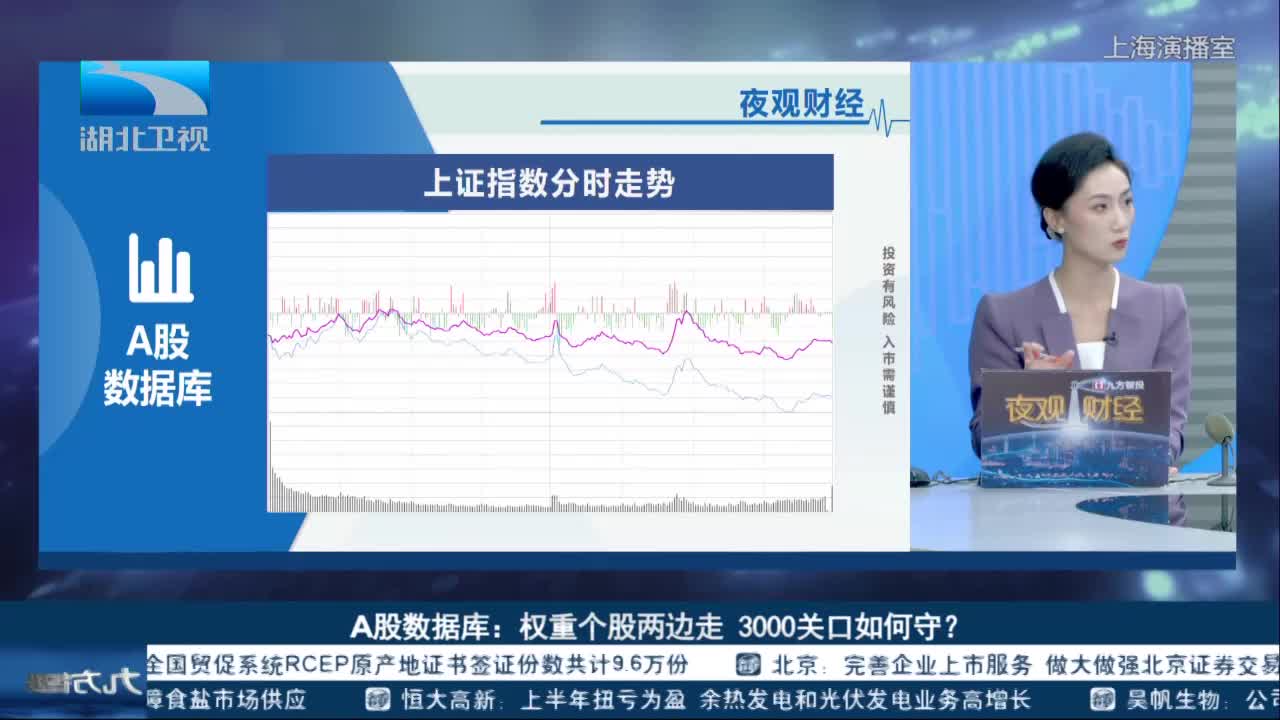 上海演播室
湖北卫视
夜观财经
上证指数分时走势
A股
数据库
投资有风险 入市需谨慎
九方智投
夜观财经
A股数据库：权重个股两边走 3000关口如何守？
全国贸促系统RCEP原产地证书签证份数共计9.6万份 北京：完善企业上市服务 做大做强北京证券交易
障食盐市场供应 恒大高新：上半年扭亏为盈 余热发电和光伏发电业务高增长 昊帆生物：公司